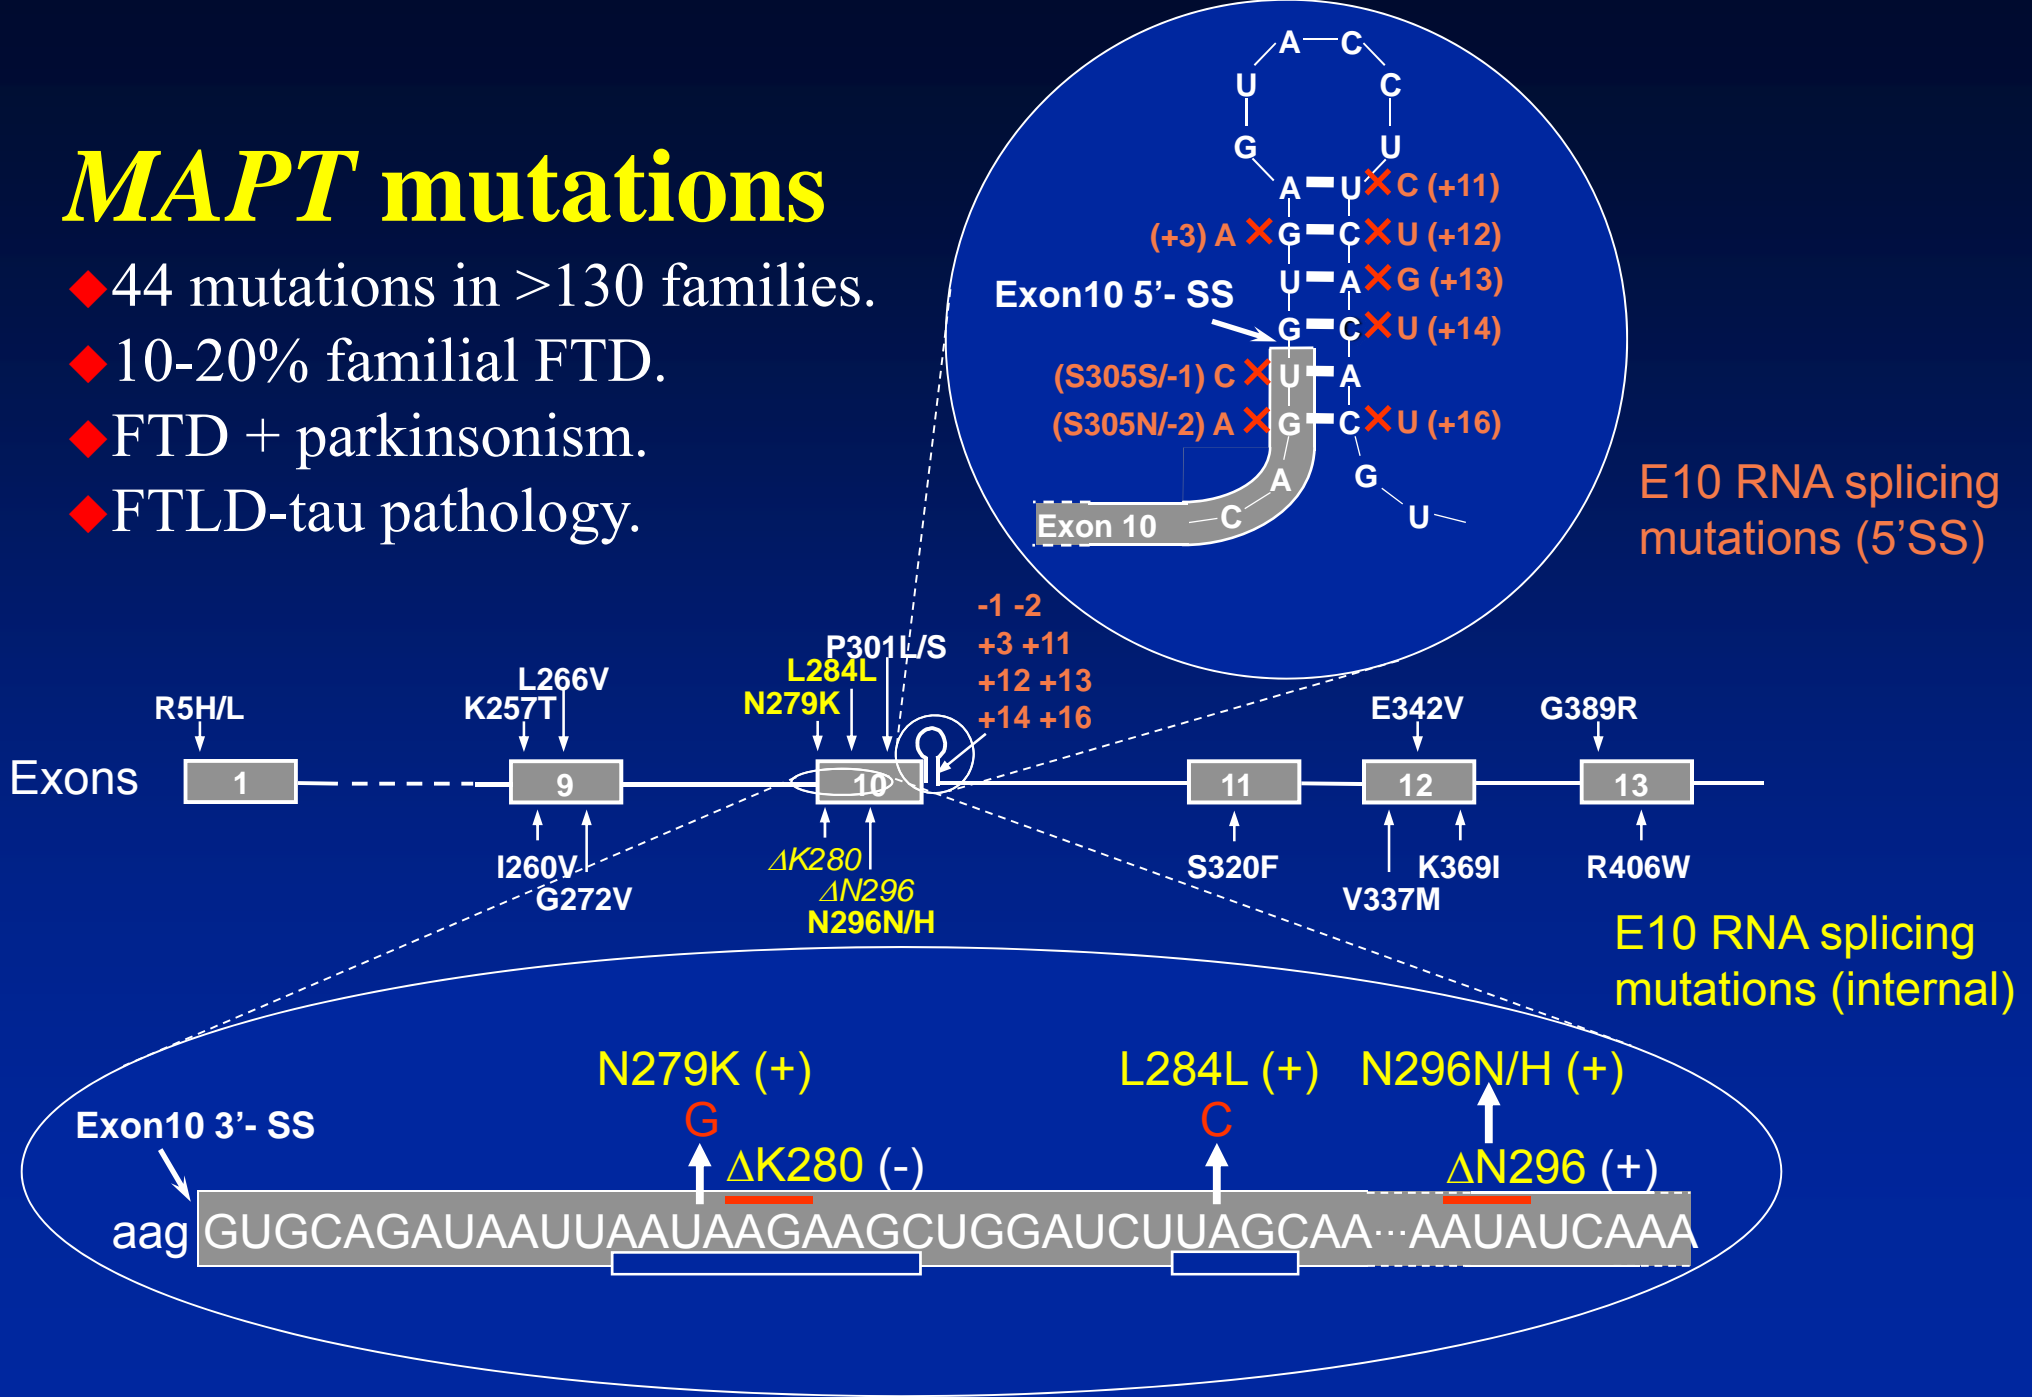 MAPT mutations
◆44 mutations in >130 families.
◆10-20% familial FTD.
◆FTD + parkinsonism.
◆FTLD-tau pathology.
A C
U C
G U
A U C (+11)
(+3) A G C U (+12)
U A G (+13)
Exon10 5’- SS
G C U (+14)
(S305S/-1) C U A
(S305N/-2) A G C U (+16)
A G
Exon 10 C U
E10 RNA splicing
mutations (5’SS)
-1 -2
+3 +11
+12 +13
+14 +16
P301L/S
L284L
N279K
L266V
K257T
R5H/L
E342V
G389R
Exons 1 9 10 11 12 13
I260V
G272V
ΔK280
ΔN296
N296N/H
S320F
V337M
K369I
R406W
E10 RNA splicing
mutations (internal)
N279K (+) L284L (+) N296N/H (+)
G C
Exon10 3’- SS
ΔK280 (-) ΔN296 (+)
aag GUGCAGAUAAUUAAUAAGAAGCUGGAUCUUAGCAA···AAUAUCAAA